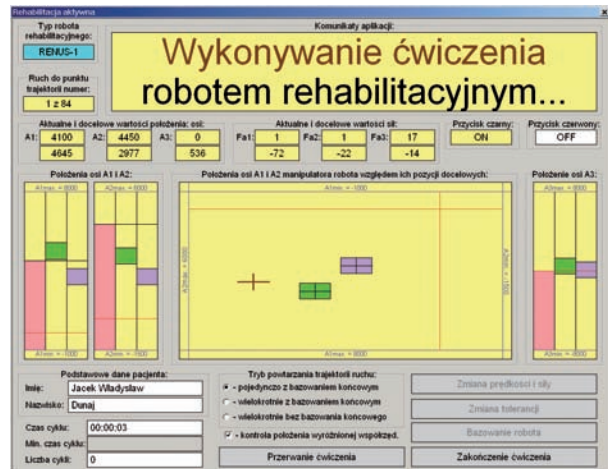 Rehabilitacja aktywna
Typ robota
rehabilitacyjnego:
RENUS-1
Ruch do punktu
trajektorii numer:
1 z 84
Komunikaty aplikacji:
Wykonywanie ćwiczenia
robotem rehabilitacyjnym...
Aktualne i docelowe wartości położenia: osi:
A1: 4100 A2: 4450 A3: 0
4645 2977 536
Aktualne i docelowe wartości sił:
Fa1: 1 Fa2: 1 Fa3: 17
-72 -22 -14
Przycisk czarny:
ON
Przycisk czerwony:
OFF
Położenia osi A1 i A2:
Położenia osi A1 i A2 manipulatora robota względem ich pozycji docelowych:
Położenie osi A3:
Podstawowe dane pacjenta:
Imię: Jacek Władysław
Nazwisko: Dunaj
Czas cyklu: 00:00:03
Min. czas cyklu:
Liczba cykli: 0
Tryb powtarzania trajektorii ruchu:
- pojedynczo z bazowaniem końcowym
- wielokrotnie z bazowaniem końcowym
- wielokrotnie bez bazowania końcowego
- kontrola położenia wyróżnionej współrzęd.
Przerwanie ćwiczenia
Zmiana prędkości i siły
Zmiana tolerancji
Bazowanie robota
Zakończenie ćwiczenia